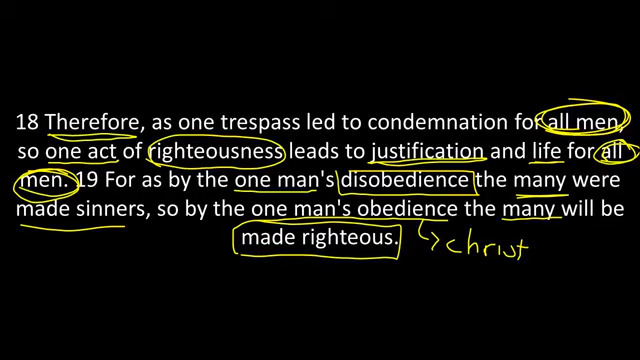 18 Therefore, as one trespass led to condemnation for all men,
so one act of righteousness leads to justification and life for all
men. 19 For as by the one man's disobedience the many were
made sinners, so by the one man's obedience the many will be
made righteous.
christ